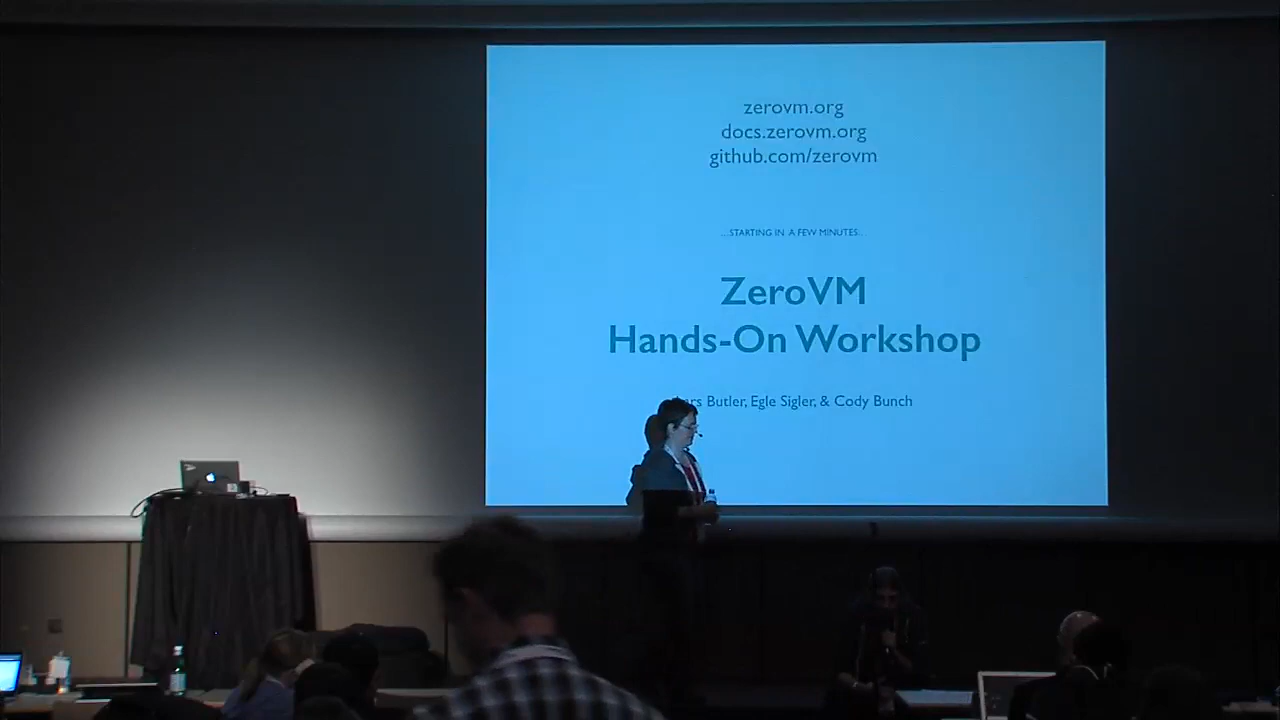 zerovm.org
docs.zerovm.org
github.com/zerovm
...STARTING IN A FEW MINUTES...
ZeroVM
Hands-On Workshop
Butler, Egle Sigler, & Cody Bunch